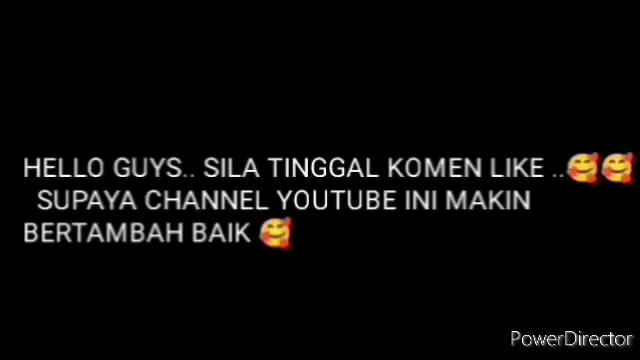 HELLO GUYS.. SILA TINGGAL KOMEN LIKE ..🥰🥰
SUPAYA CHANNEL YOUTUBE INI MAKIN
BERTAMBAH BAIK 🥰
PowerDirector